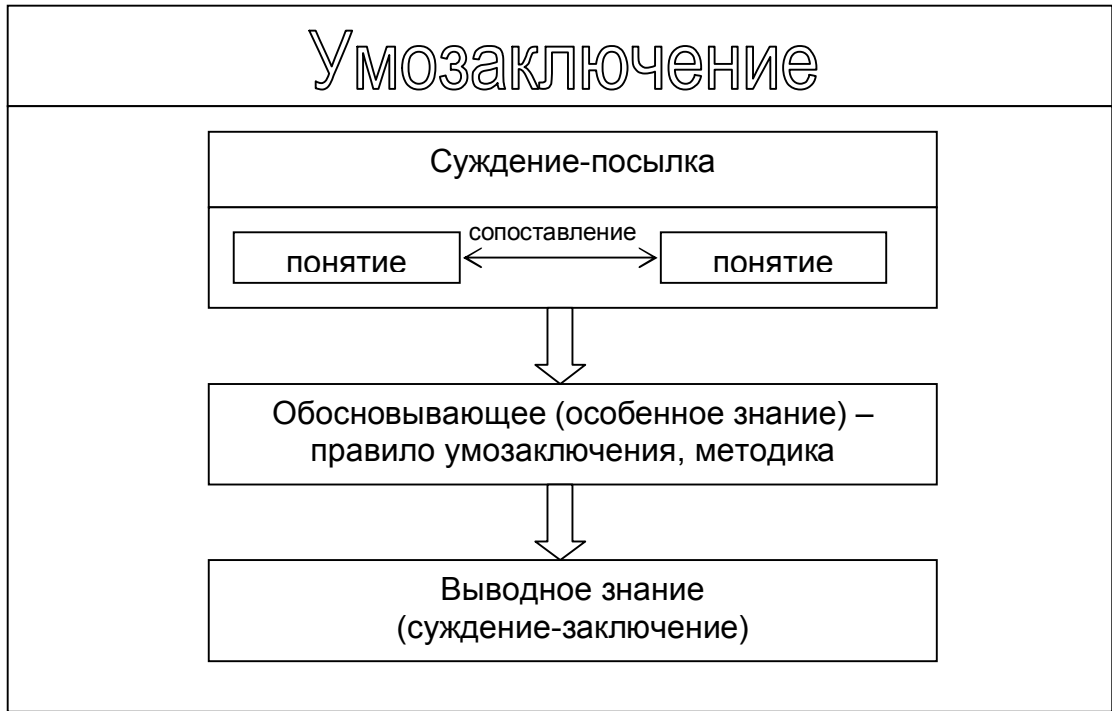 Умозаключение
Суждение-посылка
сопоставление
понятие
понятие
Обосновывающее (особенное знание) –
правило умозаключения, методика
Выводное знание
(суждение-заключение)